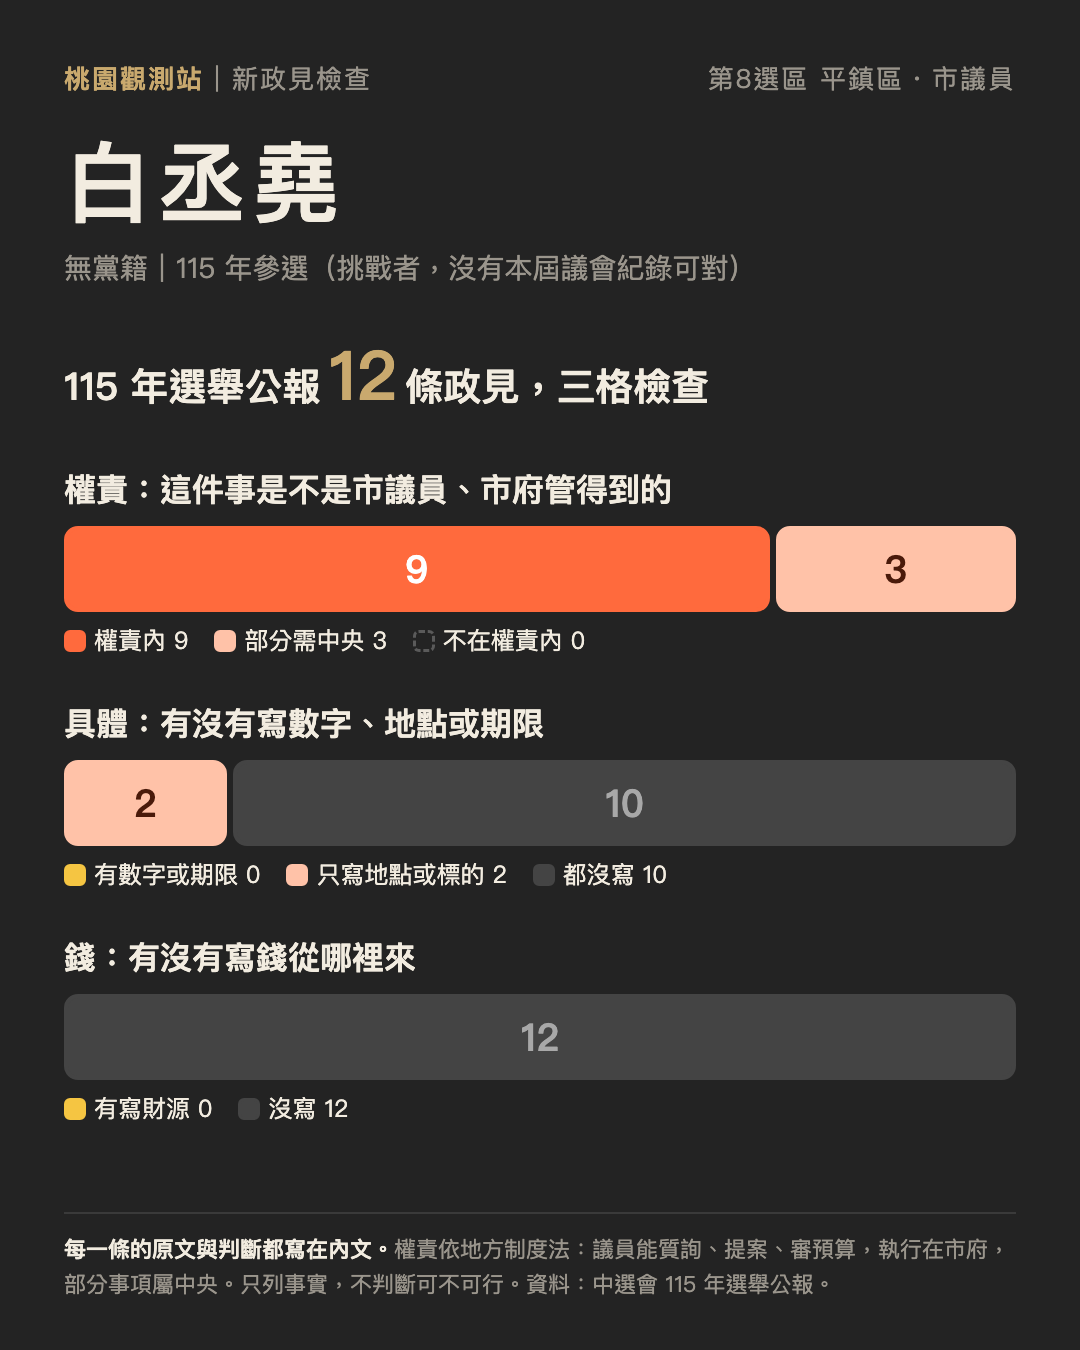 桃園觀測站｜新政見檢查
第8選區 平鎮區・市議員
白丞堯
無黨籍｜115 年參選（挑戰者，沒有本屆議會紀錄可對）
115 年選舉公報 12 條政見，三格檢查
權責：這件事是不是市議員、市府管得到的
9
3
權責內 9 部分需中央 3 不在權責內 0
具體：有沒有寫數字、地點或期限
2
10
有數字或期限 0 只寫地點或標的 2 都沒寫 10
錢：有沒有寫錢從哪裡來
12
有寫財源 0 沒寫 12
每一條的原文與判斷都寫在內文。權責依地方制度法：議員能質詢、提案、審預算，執行在市府，
部分事項屬中央。只列事實，不判斷可不可行。資料：中選會 115 年選舉公報。